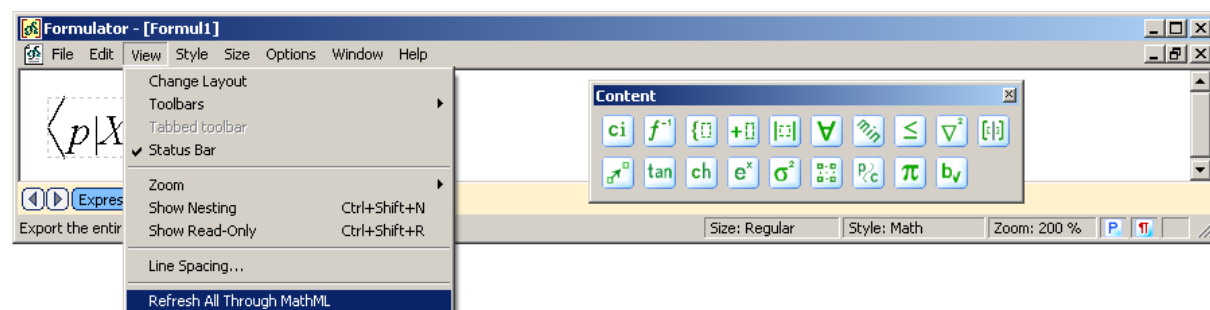 Formulator - [Formul1]
File Edit View Style Size Options Window Help
Change Layout
Toolbars
Tabbed toolbar
Status Bar
Zoom
Show Nesting Ctrl+Shift+N
Show Read-Only Ctrl+Shift+R
Line Spacing...
Refresh All Through MathML
⟨p|X
Content
ci f⁻¹ {▯ +▯ |▯| ∀ ≤ ∇² [▯|▯]
tan ch eˣ σ² P/c π b√
Expres
Export the entir
Size: Regular Style: Math Zoom: 200 % P ¶